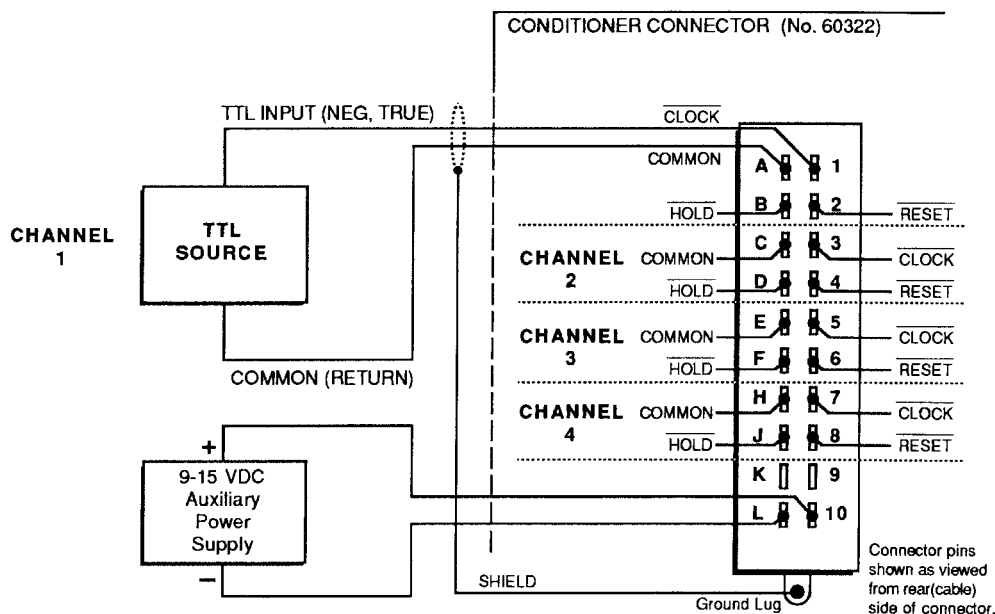 CONDITIONER CONNECTOR (No. 60322)
TTL INPUT (NEG, TRUE)
CLOCK
COMMON
A 1
HOLD B 2 RESET
CHANNEL 1
TTL SOURCE
CHANNEL 2
COMMON C 3 CLOCK
HOLD D 4 RESET
CHANNEL 3
COMMON E 5 CLOCK
HOLD F 6 RESET
COMMON (RETURN)
CHANNEL 4
COMMON H 7 CLOCK
HOLD J 8 RESET
K 9
L 10
+
9-15 VDC
Auxiliary
Power
Supply
−
SHIELD
Ground Lug
Connector pins
shown as viewed
from rear(cable)
side of connector.